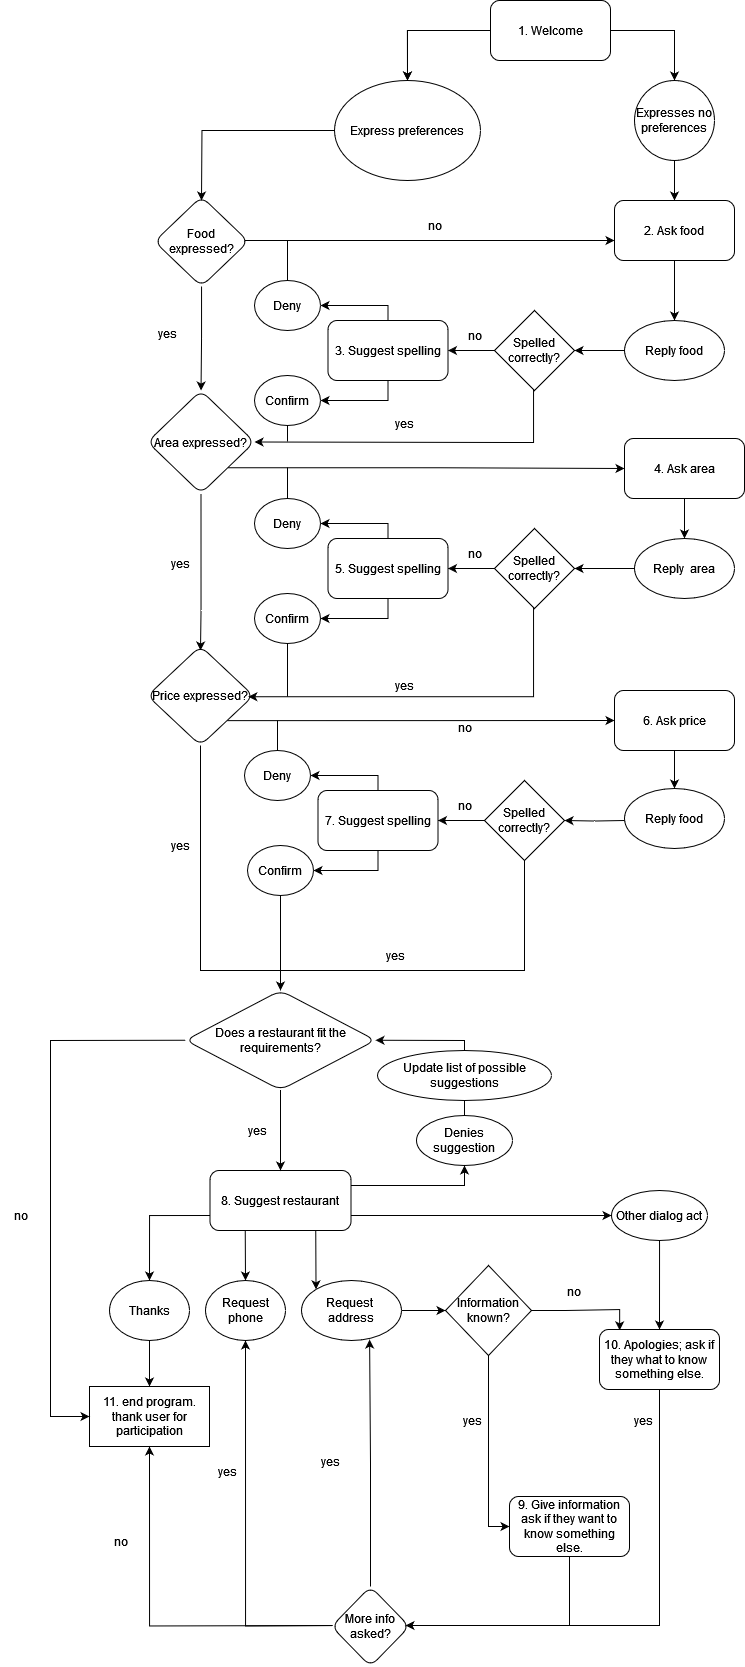 1. Welcome
Express preferences
Expresses no
preferences
Food
expressed?
no
2. Ask food
Deny
yes
3. Suggest spelling
no
Spelled
correctly?
Reply food
Confirm
yes
Area expressed?
4. Ask area
Deny
no
Spelled
correctly?
yes
5. Suggest spelling
Reply  area
Confirm
yes
Price expressed?
6. Ask price
no
Deny
no
Spelled
correctly?
7. Suggest spelling
Reply food
yes
Confirm
yes
Does a restaurant fit the
requirements?
Update list of possible
suggestions
yes
Denies
suggestion
8. Suggest restaurant
no
Other dialog act
Thanks
Request
phone
Request
address
Information
known?
no
10. Apologies; ask if
they what to know
something else.
11. end program.
thank user for
participation
yes
yes
yes
yes
9. Give information
ask if they want to
know something
else.
no
More info
asked?